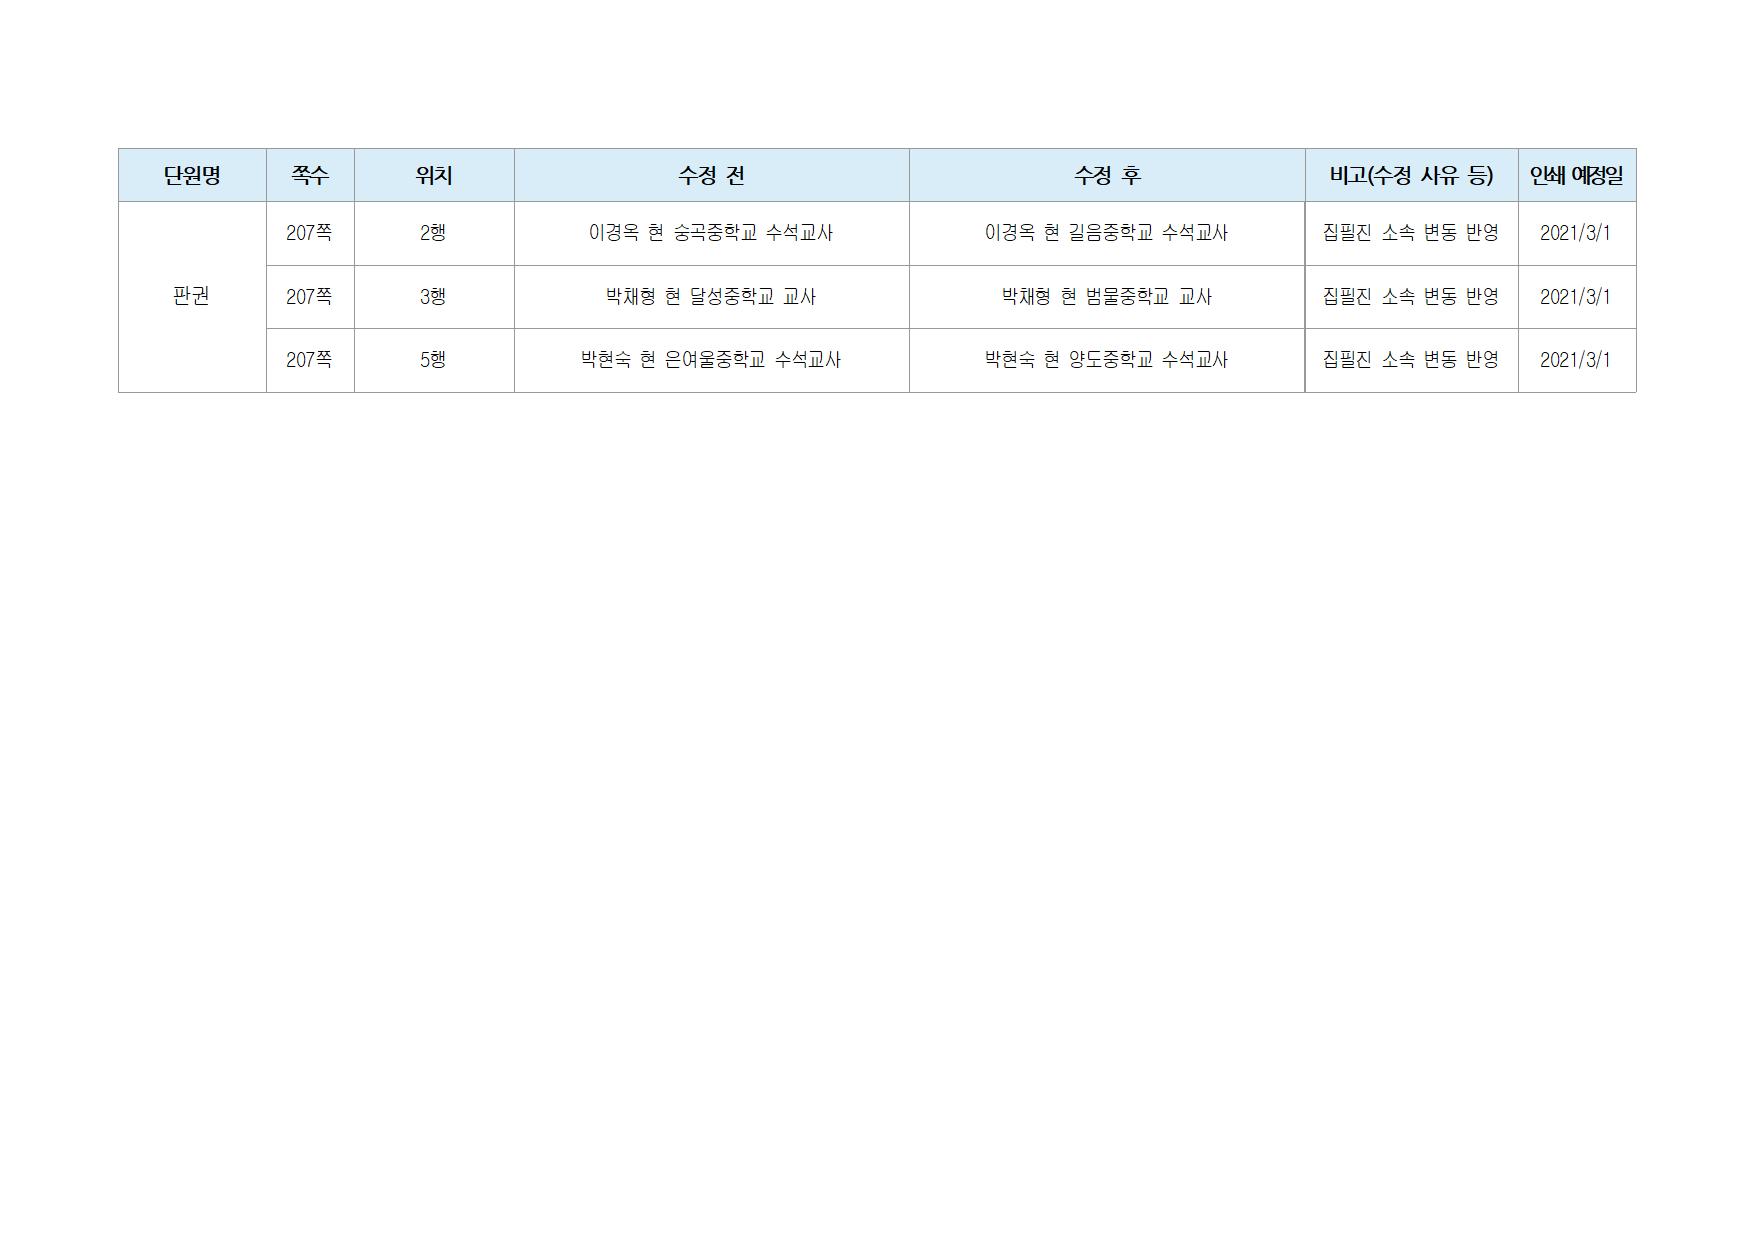 단원명 쪽수 위치 수정 전 수정 후 비고(수정 사유 등) 인쇄 예정일
판권 207쪽 2행 이경옥 현 숭곡중학교 수석교사 이경옥 현 길음중학교 수석교사 집필진 소속 변동 반영 2021/3/1
207쪽 3행 박채형 현 달성중학교 교사 박채형 현 범물중학교 교사 집필진 소속 변동 반영 2021/3/1
207쪽 5행 박현숙 현 은여울중학교 수석교사 박현숙 현 양도중학교 수석교사 집필진 소속 변동 반영 2021/3/1